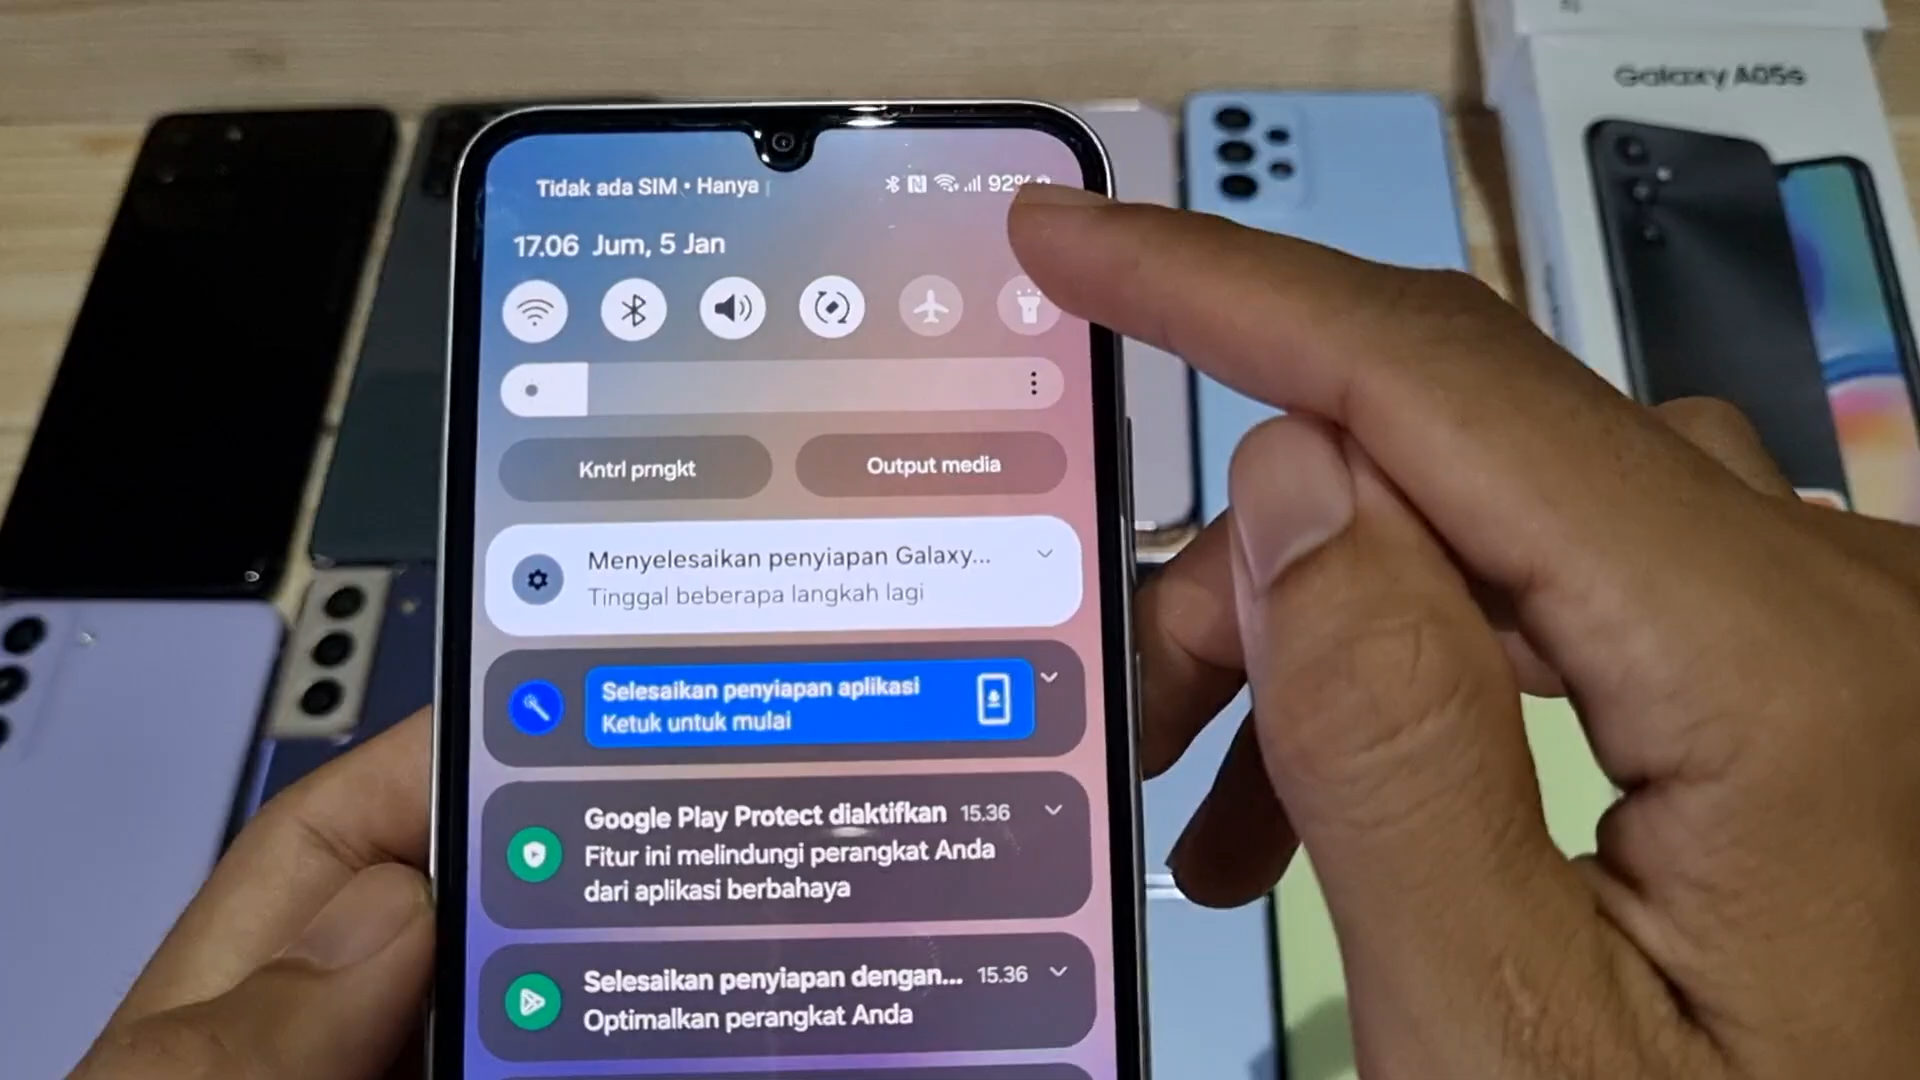 Galaxy A05s
Tidak ada SIM • Hanya
92%
17.06 Jum, 5 Jan
Kntrl prngkt
Output media
Menyelesaikan penyiapan Galaxy...
Tinggal beberapa langkah lagi
Selesaikan penyiapan aplikasi
Ketuk untuk mulai
Google Play Protect diaktifkan 15.36
Fitur ini melindungi perangkat Anda
dari aplikasi berbahaya
Selesaikan penyiapan dengan... 15.36
Optimalkan perangkat Anda